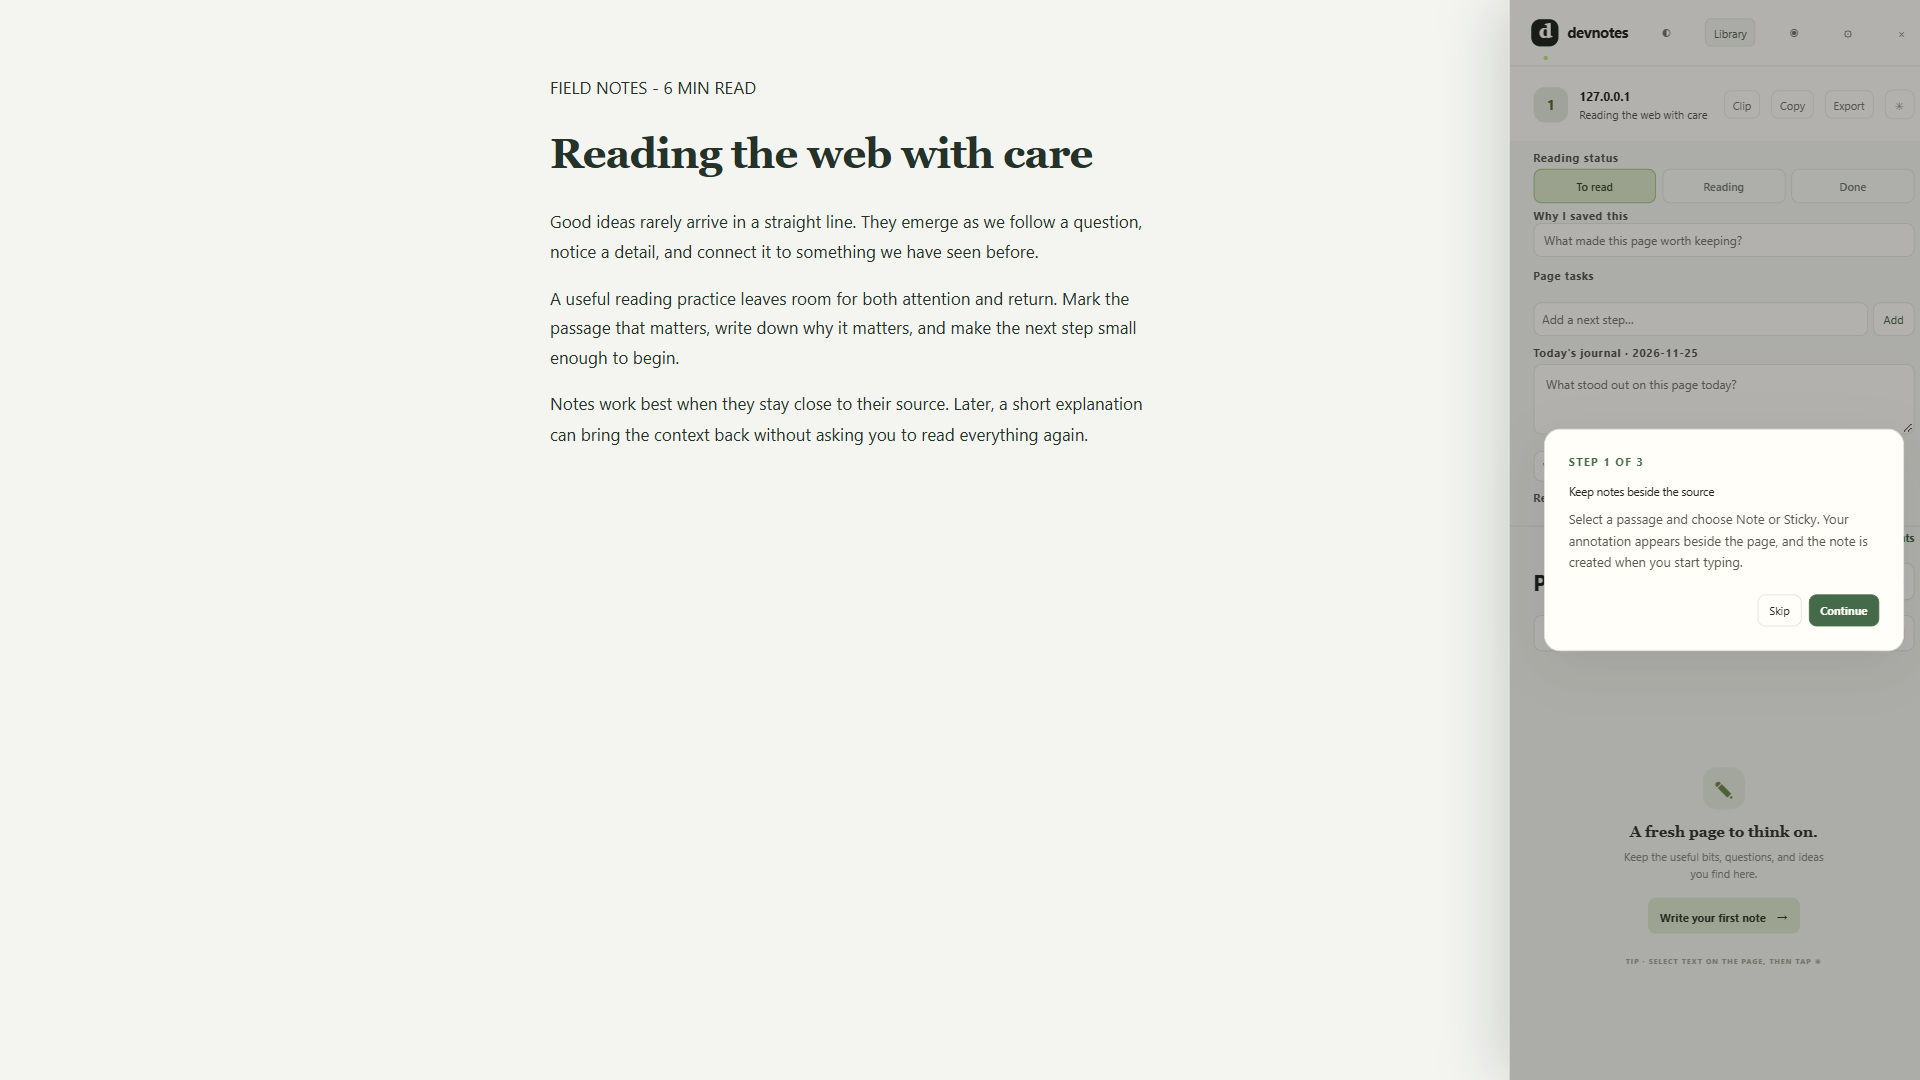 FIELD NOTES - 6 MIN READ
Reading the web with care
Good ideas rarely arrive in a straight line. They emerge as we follow a question,
notice a detail, and connect it to something we have seen before.
A useful reading practice leaves room for both attention and return. Mark the
passage that matters, write down why it matters, and make the next step small
enough to begin.
Notes work best when they stay close to their source. Later, a short explanation
can bring the context back without asking you to read everything again.
d devnotes
Library
1
127.0.0.1
Reading the web with care
Clip
Copy
Export
Reading status
To read
Reading
Done
Why I saved this
What made this page worth keeping?
Page tasks
Add a next step...
Add
Today's journal · 2026-11-25
What stood out on this page today?
STEP 1 OF 3
Keep notes beside the source
Select a passage and choose Note or Sticky. Your
annotation appears beside the page, and the note is
created when you start typing.
Skip
Continue
A fresh page to think on.
Keep the useful bits, questions, and ideas
you find here.
Write your first note →
TIP · SELECT TEXT ON THE PAGE, THEN TAP ✳